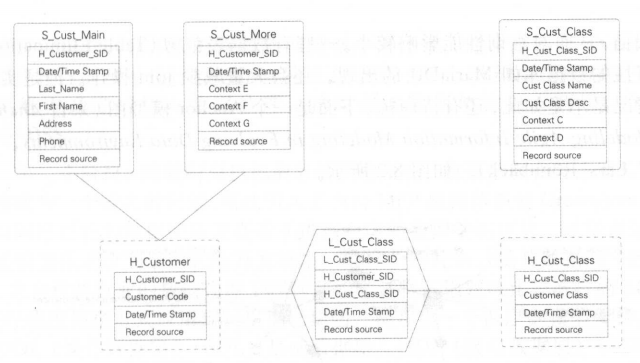 S_Cust_Main
H_Customer_SID
Date/Time Stamp
Last_Name
First Name
Address
Phone
Record source
S_Cust_More
H_Customer_SID
Date/Time Stamp
Context E
Context F
Context G
Record source
S_Cust_Class
H_Cust_Class_SID
Date/Time Stamp
Cust Class Name
Cust Class Desc
Context C
Context D
Record source
H_Customer
H_Customer_SID
Customer Code
Date/Time Stamp
Record source
L_Cust_Class
L_Cust_Class_SID
H_Customer_SID
H_Cust_Class_SID
Date/Time Stamp
Record source
H_Cust_Class
H_Cust_Class_SID
Customer Class
Date/Time Stamp
Record source